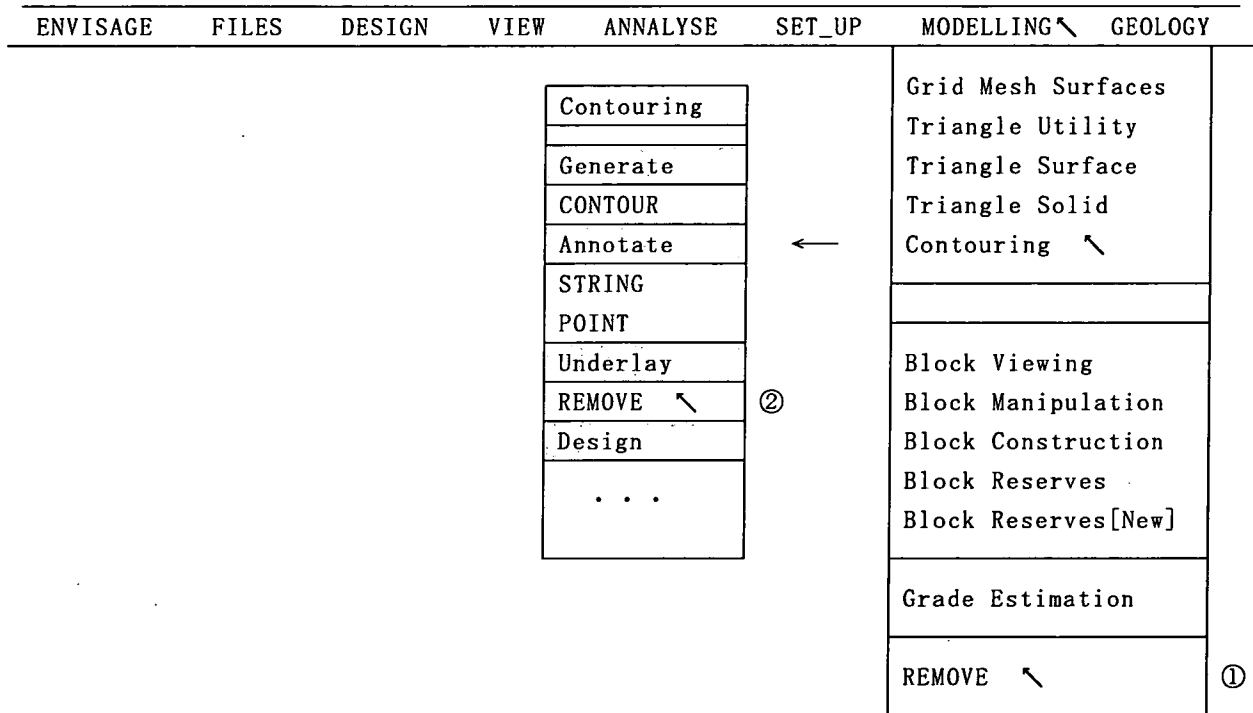 ENVISAGE FILES DESIGN VIEW ANNALYSE SET_UP MODELLING↖ GEOLOGY
Contouring
Generate
CONTOUR
Annotate
STRING
POINT
Underlay
REMOVE ↖ ②
Design
· · ·
←
Grid Mesh Surfaces
Triangle Utility
Triangle Surface
Triangle Solid
Contouring ↖
Block Viewing
Block Manipulation
Block Construction
Block Reserves
Block Reserves[New]
Grade Estimation
REMOVE ↖ ①